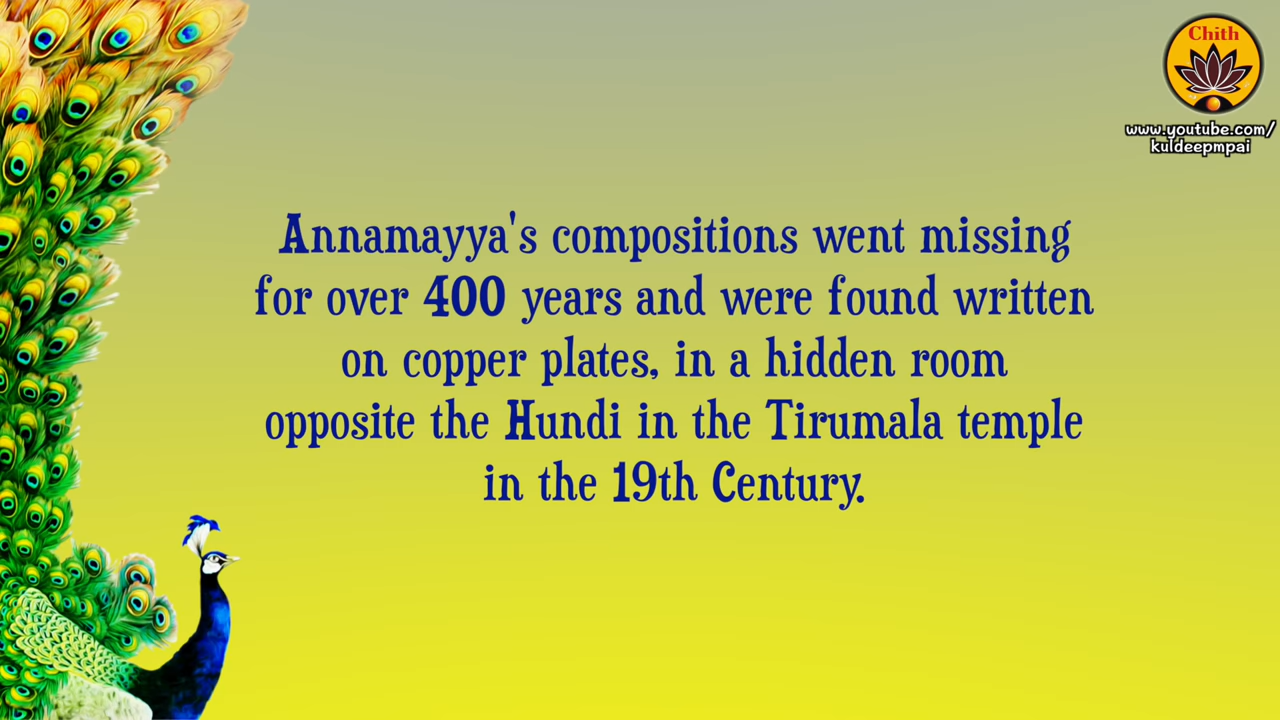 Chith
www.youtube.com/
kuldeepmpai
Annamayya's compositions went missing
for over 400 years and were found written
on copper plates, in a hidden room
opposite the Hundi in the Tirumala temple
in the 19th Century.